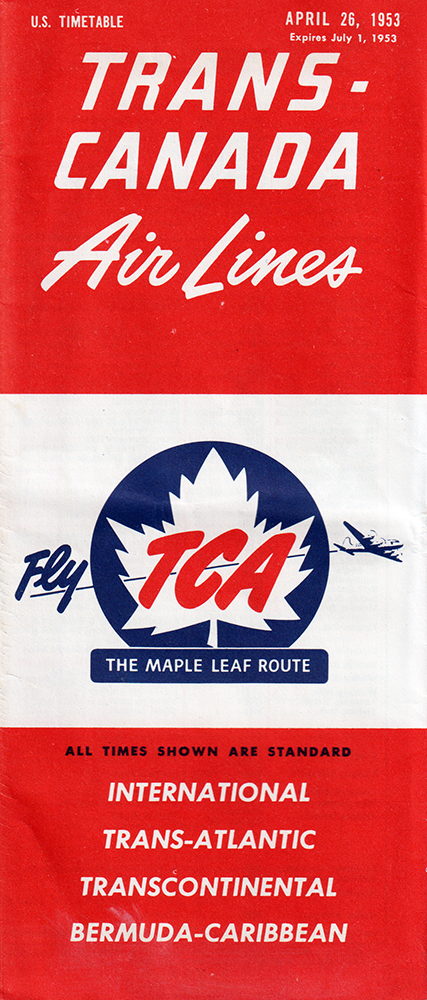 U.S. TIMETABLE
APRIL 26, 1953
Expires July 1, 1953
TRANS-
CANADA
Air Lines
Fly TCA
THE MAPLE LEAF ROUTE
ALL TIMES SHOWN ARE STANDARD
INTERNATIONAL
TRANS-ATLANTIC
TRANSCONTINENTAL
BERMUDA-CARIBBEAN